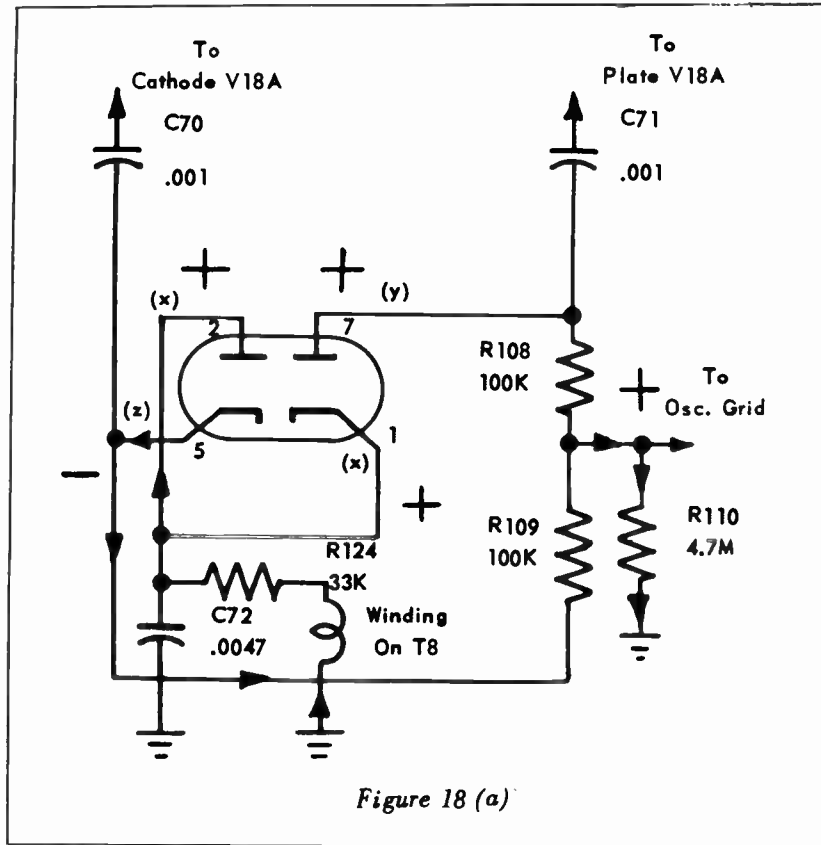 To
Cathode V18A
To
Plate V18A
C70
.001
C71
.001
+
+
(x)
(y)
2
7
R108
100K
+
To
Osc. Grid
(z)
5
1
(x)
−
+
R109
100K
R110
4.7M
R124
33K
C72
.0047
Winding
On T8
Figure 18 (a)